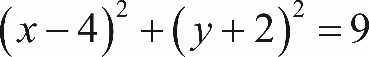 (x − 4)² + (y + 2)² = 9